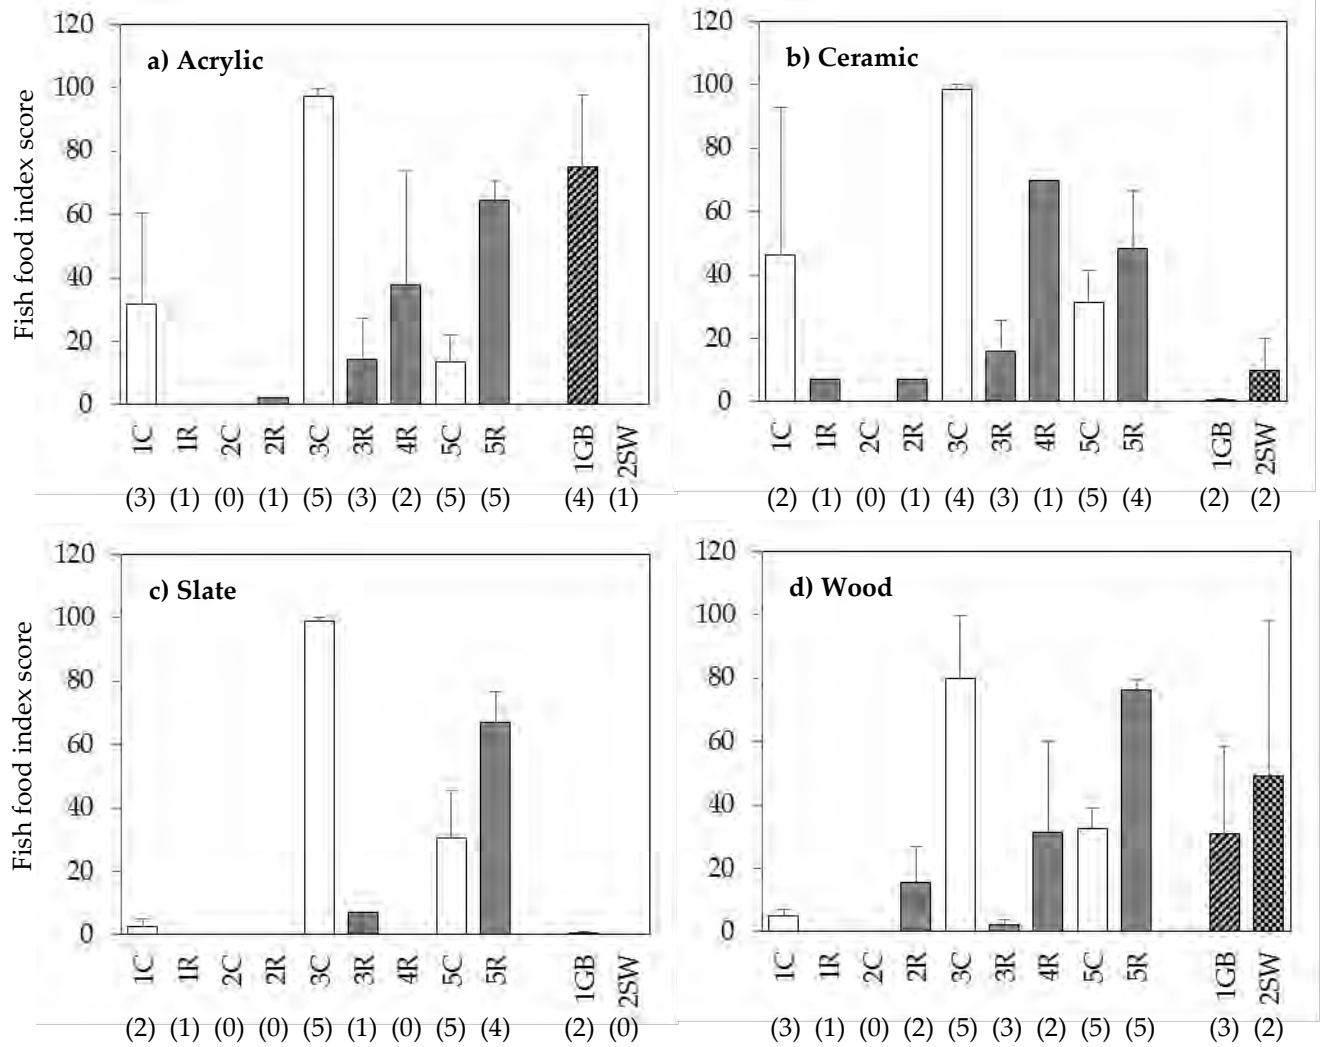 a) Acrylic
Fish food index score
120
100
80
60
40
20
0
1C 1R 2C 2R 3C 3R 4R 5C 5R 1GB 2SW
(3) (1) (0) (1) (5) (3) (2) (5) (5) (4) (1)
b) Ceramic
120
100
80
60
40
20
0
1C 1R 2C 2R 3C 3R 4R 5C 5R 1GB 2SW
(2) (1) (0) (1) (4) (3) (1) (5) (4) (2) (2)
c) Slate
Fish food index score
120
100
80
60
40
20
0
1C 1R 2C 2R 3C 3R 4R 5C 5R 1GB 2SW
(2) (1) (0) (0) (5) (1) (0) (5) (4) (2) (0)
d) Wood
120
100
80
60
40
20
0
1C 1R 2C 2R 3C 3R 4R 5C 5R 1GB 2SW
(3) (1) (0) (2) (5) (3) (2) (5) (5) (3) (2)